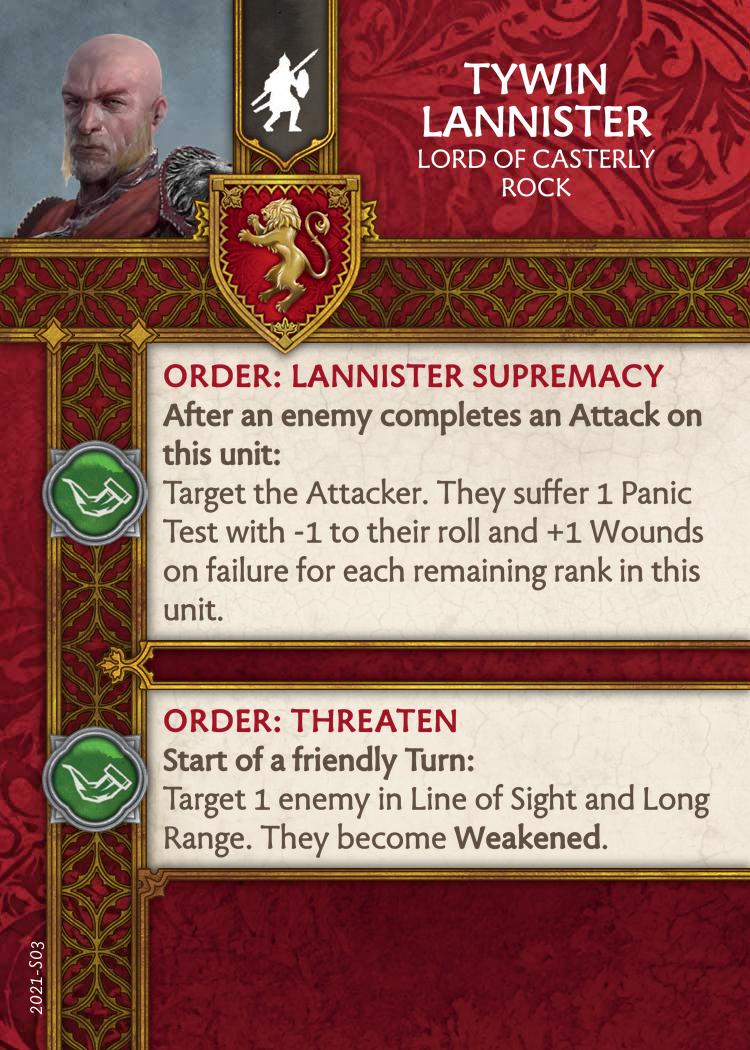 TYWIN
LANNISTER
LORD OF CASTERLY
ROCK
ORDER: LANNISTER SUPREMACY
After an enemy completes an Attack on
this unit:
Target the Attacker. They suffer 1 Panic
Test with -1 to their roll and +1 Wounds
on failure for each remaining rank in this
unit.
ORDER: THREATEN
Start of a friendly Turn:
Target 1 enemy in Line of Sight and Long
Range. They become Weakened.
2021-S03